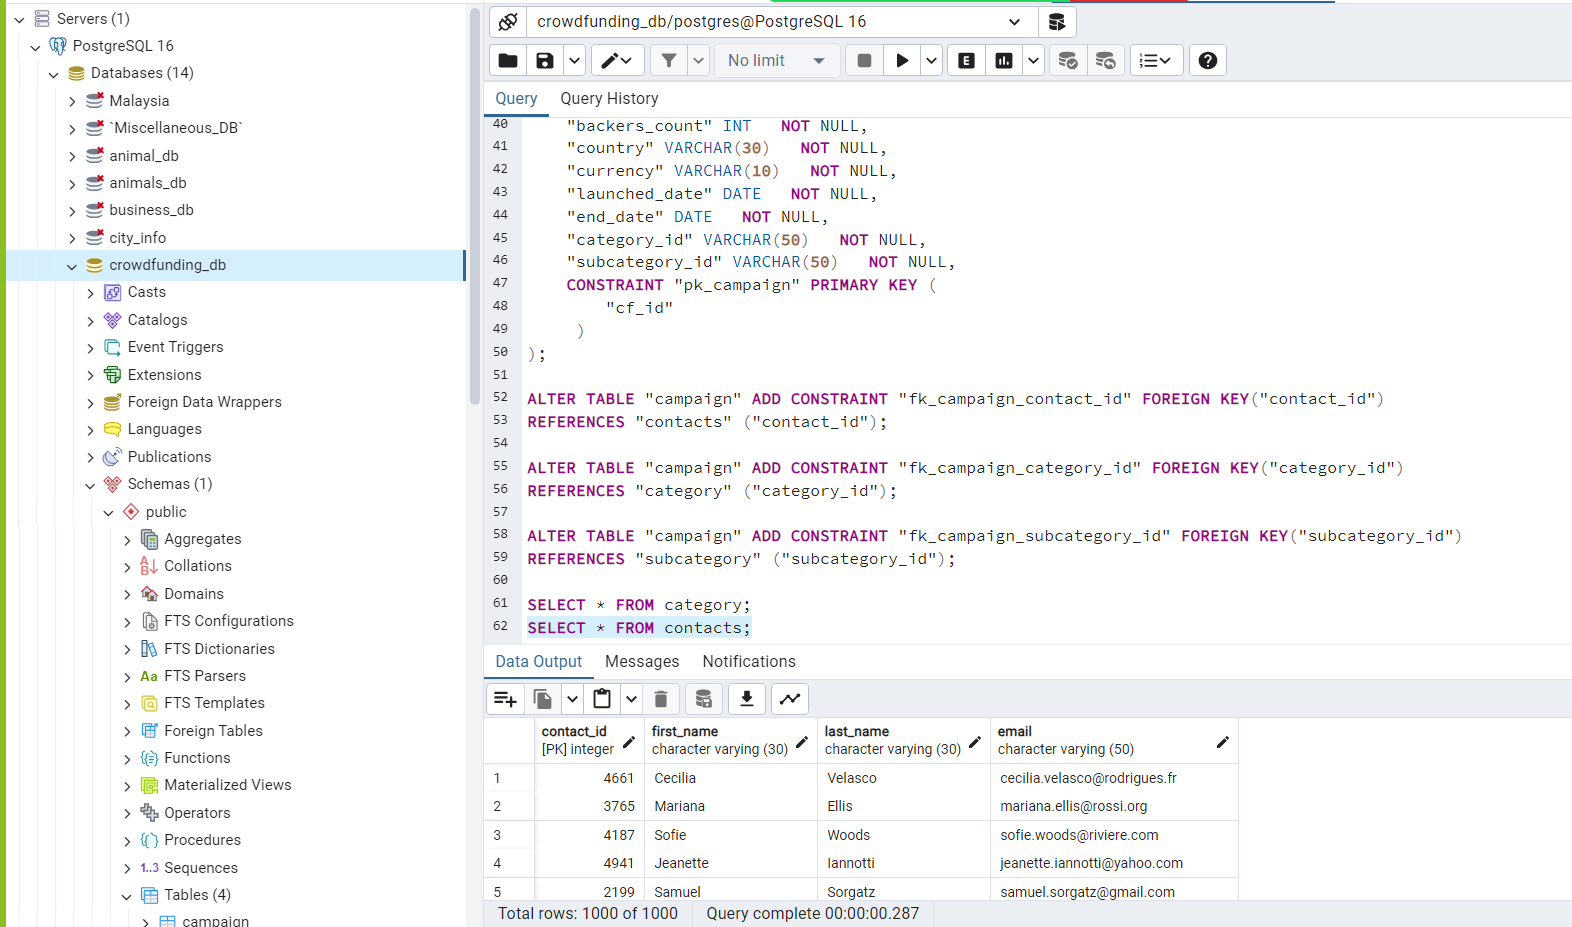 Servers (1)
PostgreSQL 16
Databases (14)
Malaysia
`Miscellaneous_DB`
animal_db
animals_db
business_db
city_info
crowdfunding_db
Casts
Catalogs
Event Triggers
Extensions
Foreign Data Wrappers
Languages
Publications
Schemas (1)
public
Aggregates
Collations
Domains
FTS Configurations
FTS Dictionaries
Aa FTS Parsers
FTS Templates
Foreign Tables
Functions
Materialized Views
Operators
Procedures
1..3 Sequences
Tables (4)
campaign
crowdfunding_db/postgres@PostgreSQL 16
No limit
E
Query Query History
40 "backers_count" INT NOT NULL,
41 "country" VARCHAR(30) NOT NULL,
42 "currency" VARCHAR(10) NOT NULL,
43 "launched_date" DATE NOT NULL,
44 "end_date" DATE NOT NULL,
45 "category_id" VARCHAR(50) NOT NULL,
46 "subcategory_id" VARCHAR(50) NOT NULL,
47 CONSTRAINT "pk_campaign" PRIMARY KEY (
48 "cf_id"
49 )
50 );
51
52 ALTER TABLE "campaign" ADD CONSTRAINT "fk_campaign_contact_id" FOREIGN KEY("contact_id")
53 REFERENCES "contacts" ("contact_id");
54
55 ALTER TABLE "campaign" ADD CONSTRAINT "fk_campaign_category_id" FOREIGN KEY("category_id")
56 REFERENCES "category" ("category_id");
57
58 ALTER TABLE "campaign" ADD CONSTRAINT "fk_campaign_subcategory_id" FOREIGN KEY("subcategory_id")
59 REFERENCES "subcategory" ("subcategory_id");
60
61 SELECT * FROM category;
62 SELECT * FROM contacts;
Data Output Messages Notifications
contact_id first_name last_name email
[PK] integer character varying (30) character varying (30) character varying (50)
1 4661 Cecilia Velasco cecilia.velasco@rodrigues.fr
2 3765 Mariana Ellis mariana.ellis@rossi.org
3 4187 Sofie Woods sofie.woods@riviere.com
4 4941 Jeanette Iannotti jeanette.iannotti@yahoo.com
5 2199 Samuel Sorgatz samuel.sorgatz@gmail.com
Total rows: 1000 of 1000 Query complete 00:00:00.287